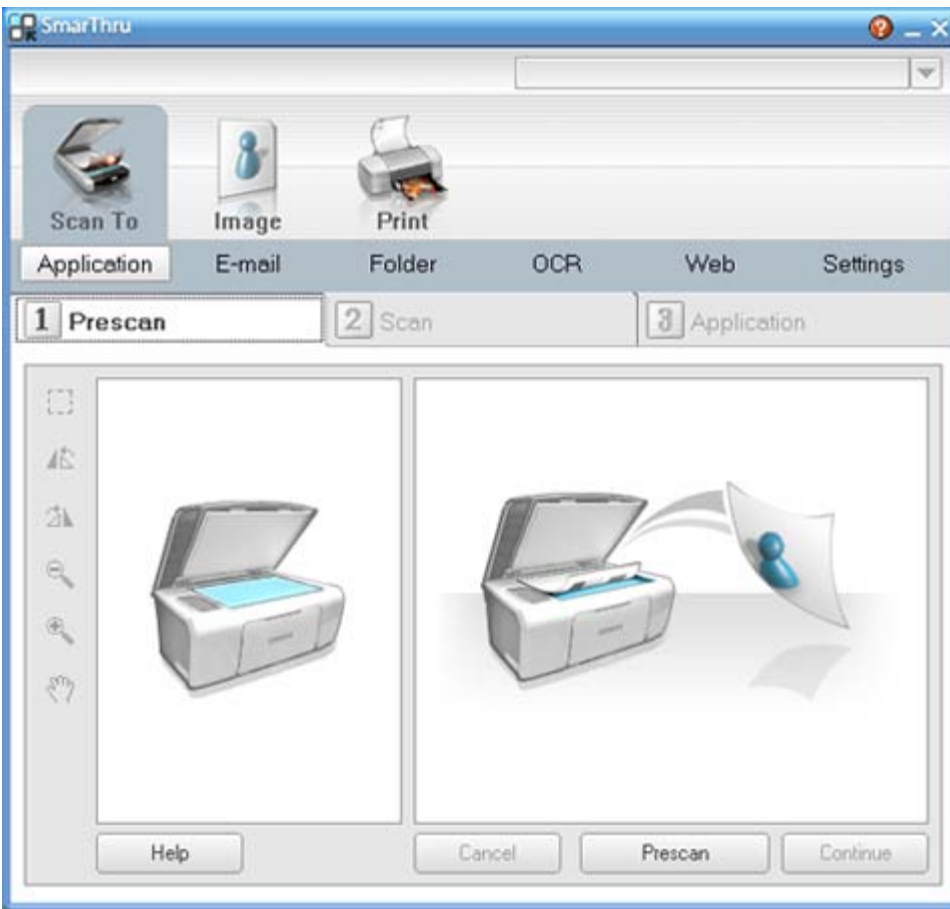 SmarThru
Scan To Image Print
Application E-mail Folder OCR Web Settings
1 Prescan 2 Scan 3 Application
Help Cancel Prescan Continue